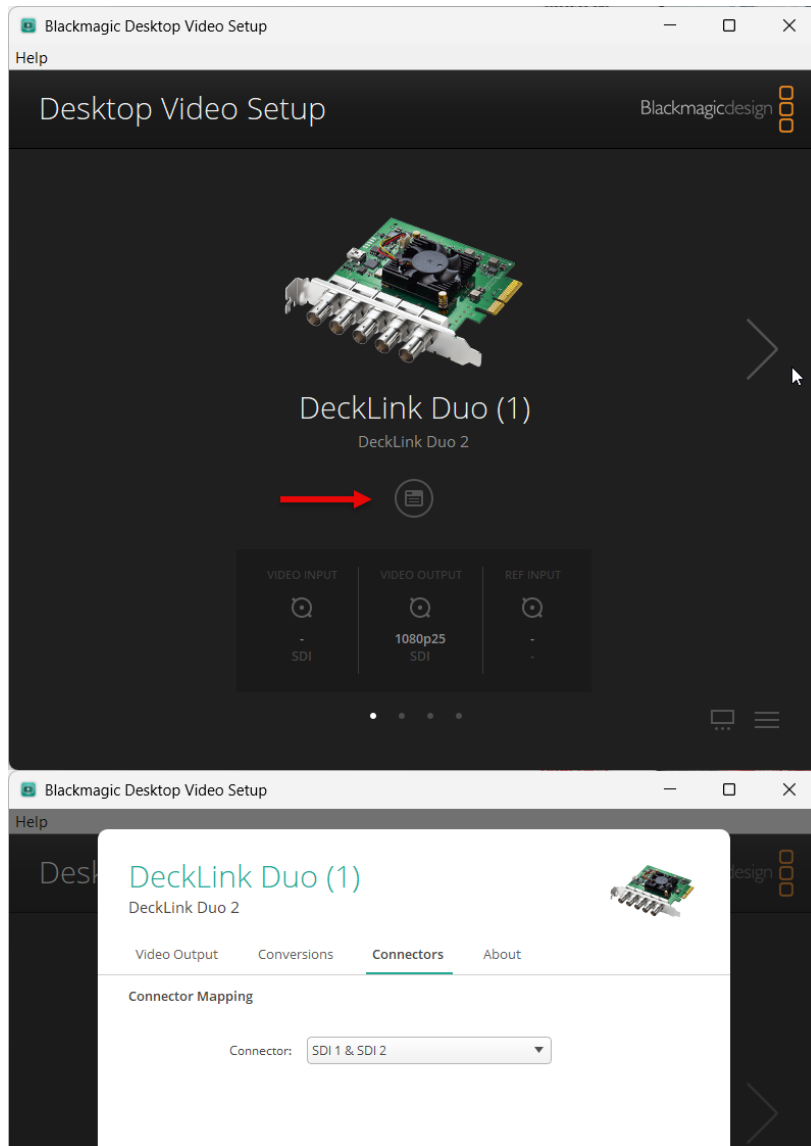 Blackmagic Desktop Video Setup
Help
Desktop Video Setup
Blackmagicdesign
DeckLink Duo (1)
DeckLink Duo 2
VIDEO INPUT VIDEO OUTPUT REF INPUT
- 1080p25 -
SDI SDI -
Blackmagic Desktop Video Setup
Help
Desk
design
DeckLink Duo (1)
DeckLink Duo 2
Video Output Conversions Connectors About
Connector Mapping
Connector: SDI 1 & SDI 2